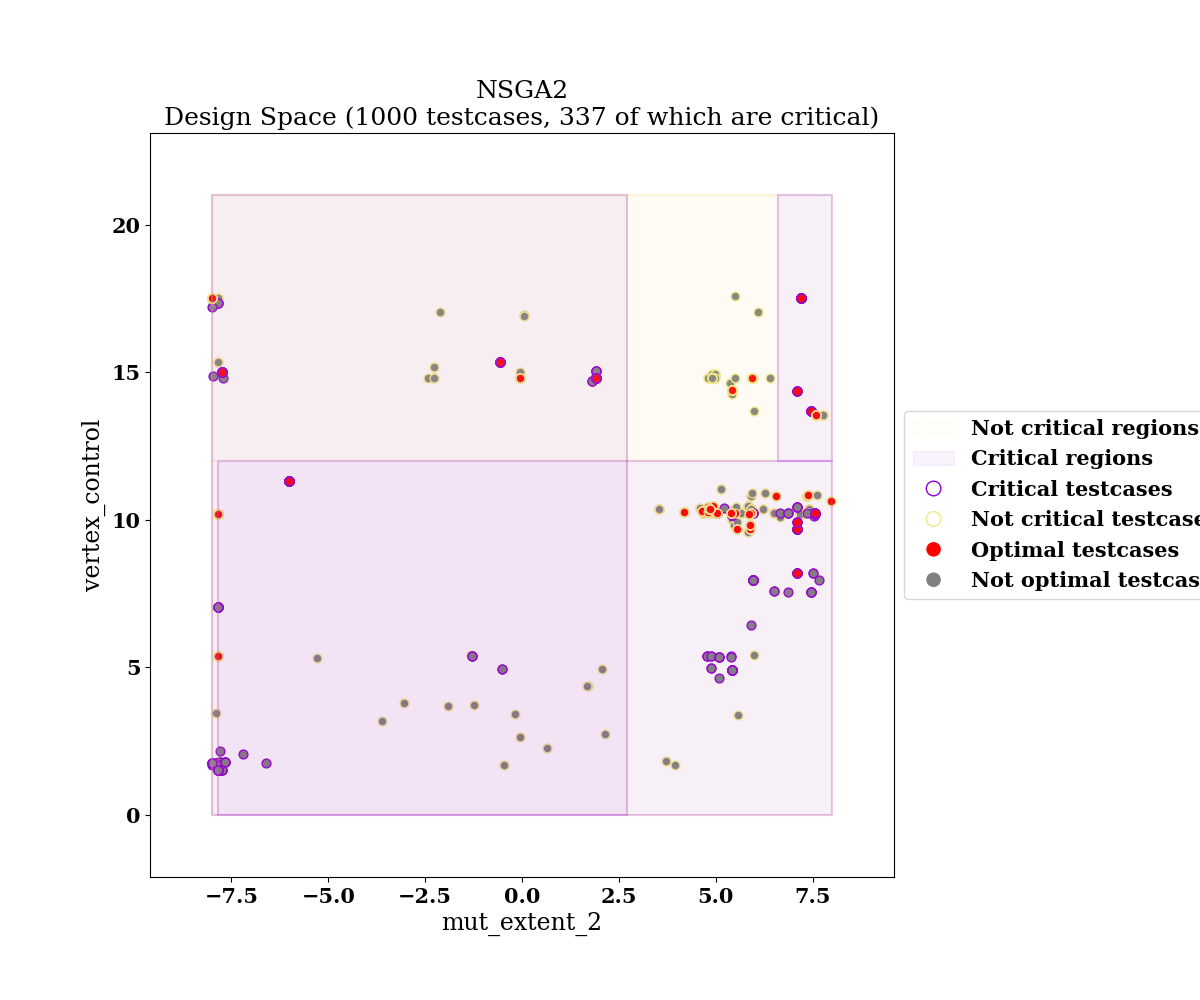 NSGA2
Design Space (1000 testcases, 337 of which are critical)
vertex_control
20
15
10
5
0
−7.5
−5.0
−2.5
0.0
2.5
5.0
7.5
mut_extent_2
Not critical regions
Critical regions
Critical testcases
Not critical testcase
Optimal testcases
Not optimal testcas